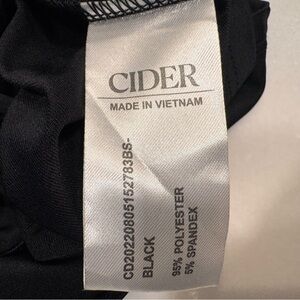 CIDER
MADE IN VIETNAM
CD20220805152783BS-
BLACK
95% POLYESTER
5% SPANDEX